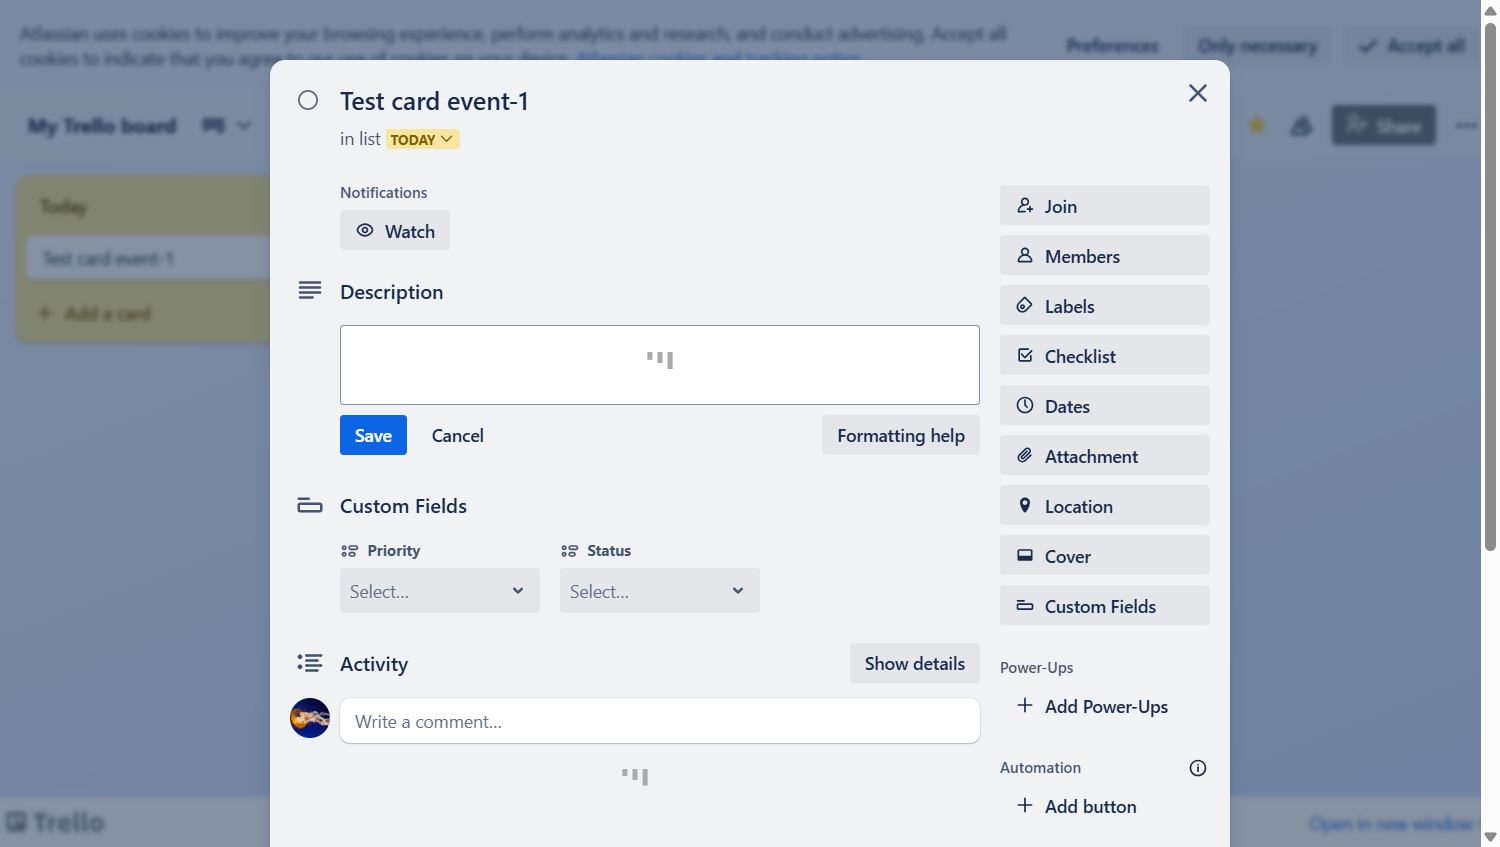 Atlassian uses cookies to improve your browsing experience, perform analytics and research, and conduct advertising. Accept all
cookies to indicate that you agree to our use of cookies on your device. Atlassian cookies and tracking notice
Preferences
Only necessary
Accept all
My Trello board
Share
Today
Test card event-1
Add a card
Test card event-1
in list TODAY
Notifications
Watch
Description
Save
Cancel
Formatting help
Custom Fields
Priority
Status
Select...
Select...
Activity
Show details
Write a comment...
Join
Members
Labels
Checklist
Dates
Attachment
Location
Cover
Custom Fields
Power-Ups
Add Power-Ups
Automation
Add button
Trello
Open in new window